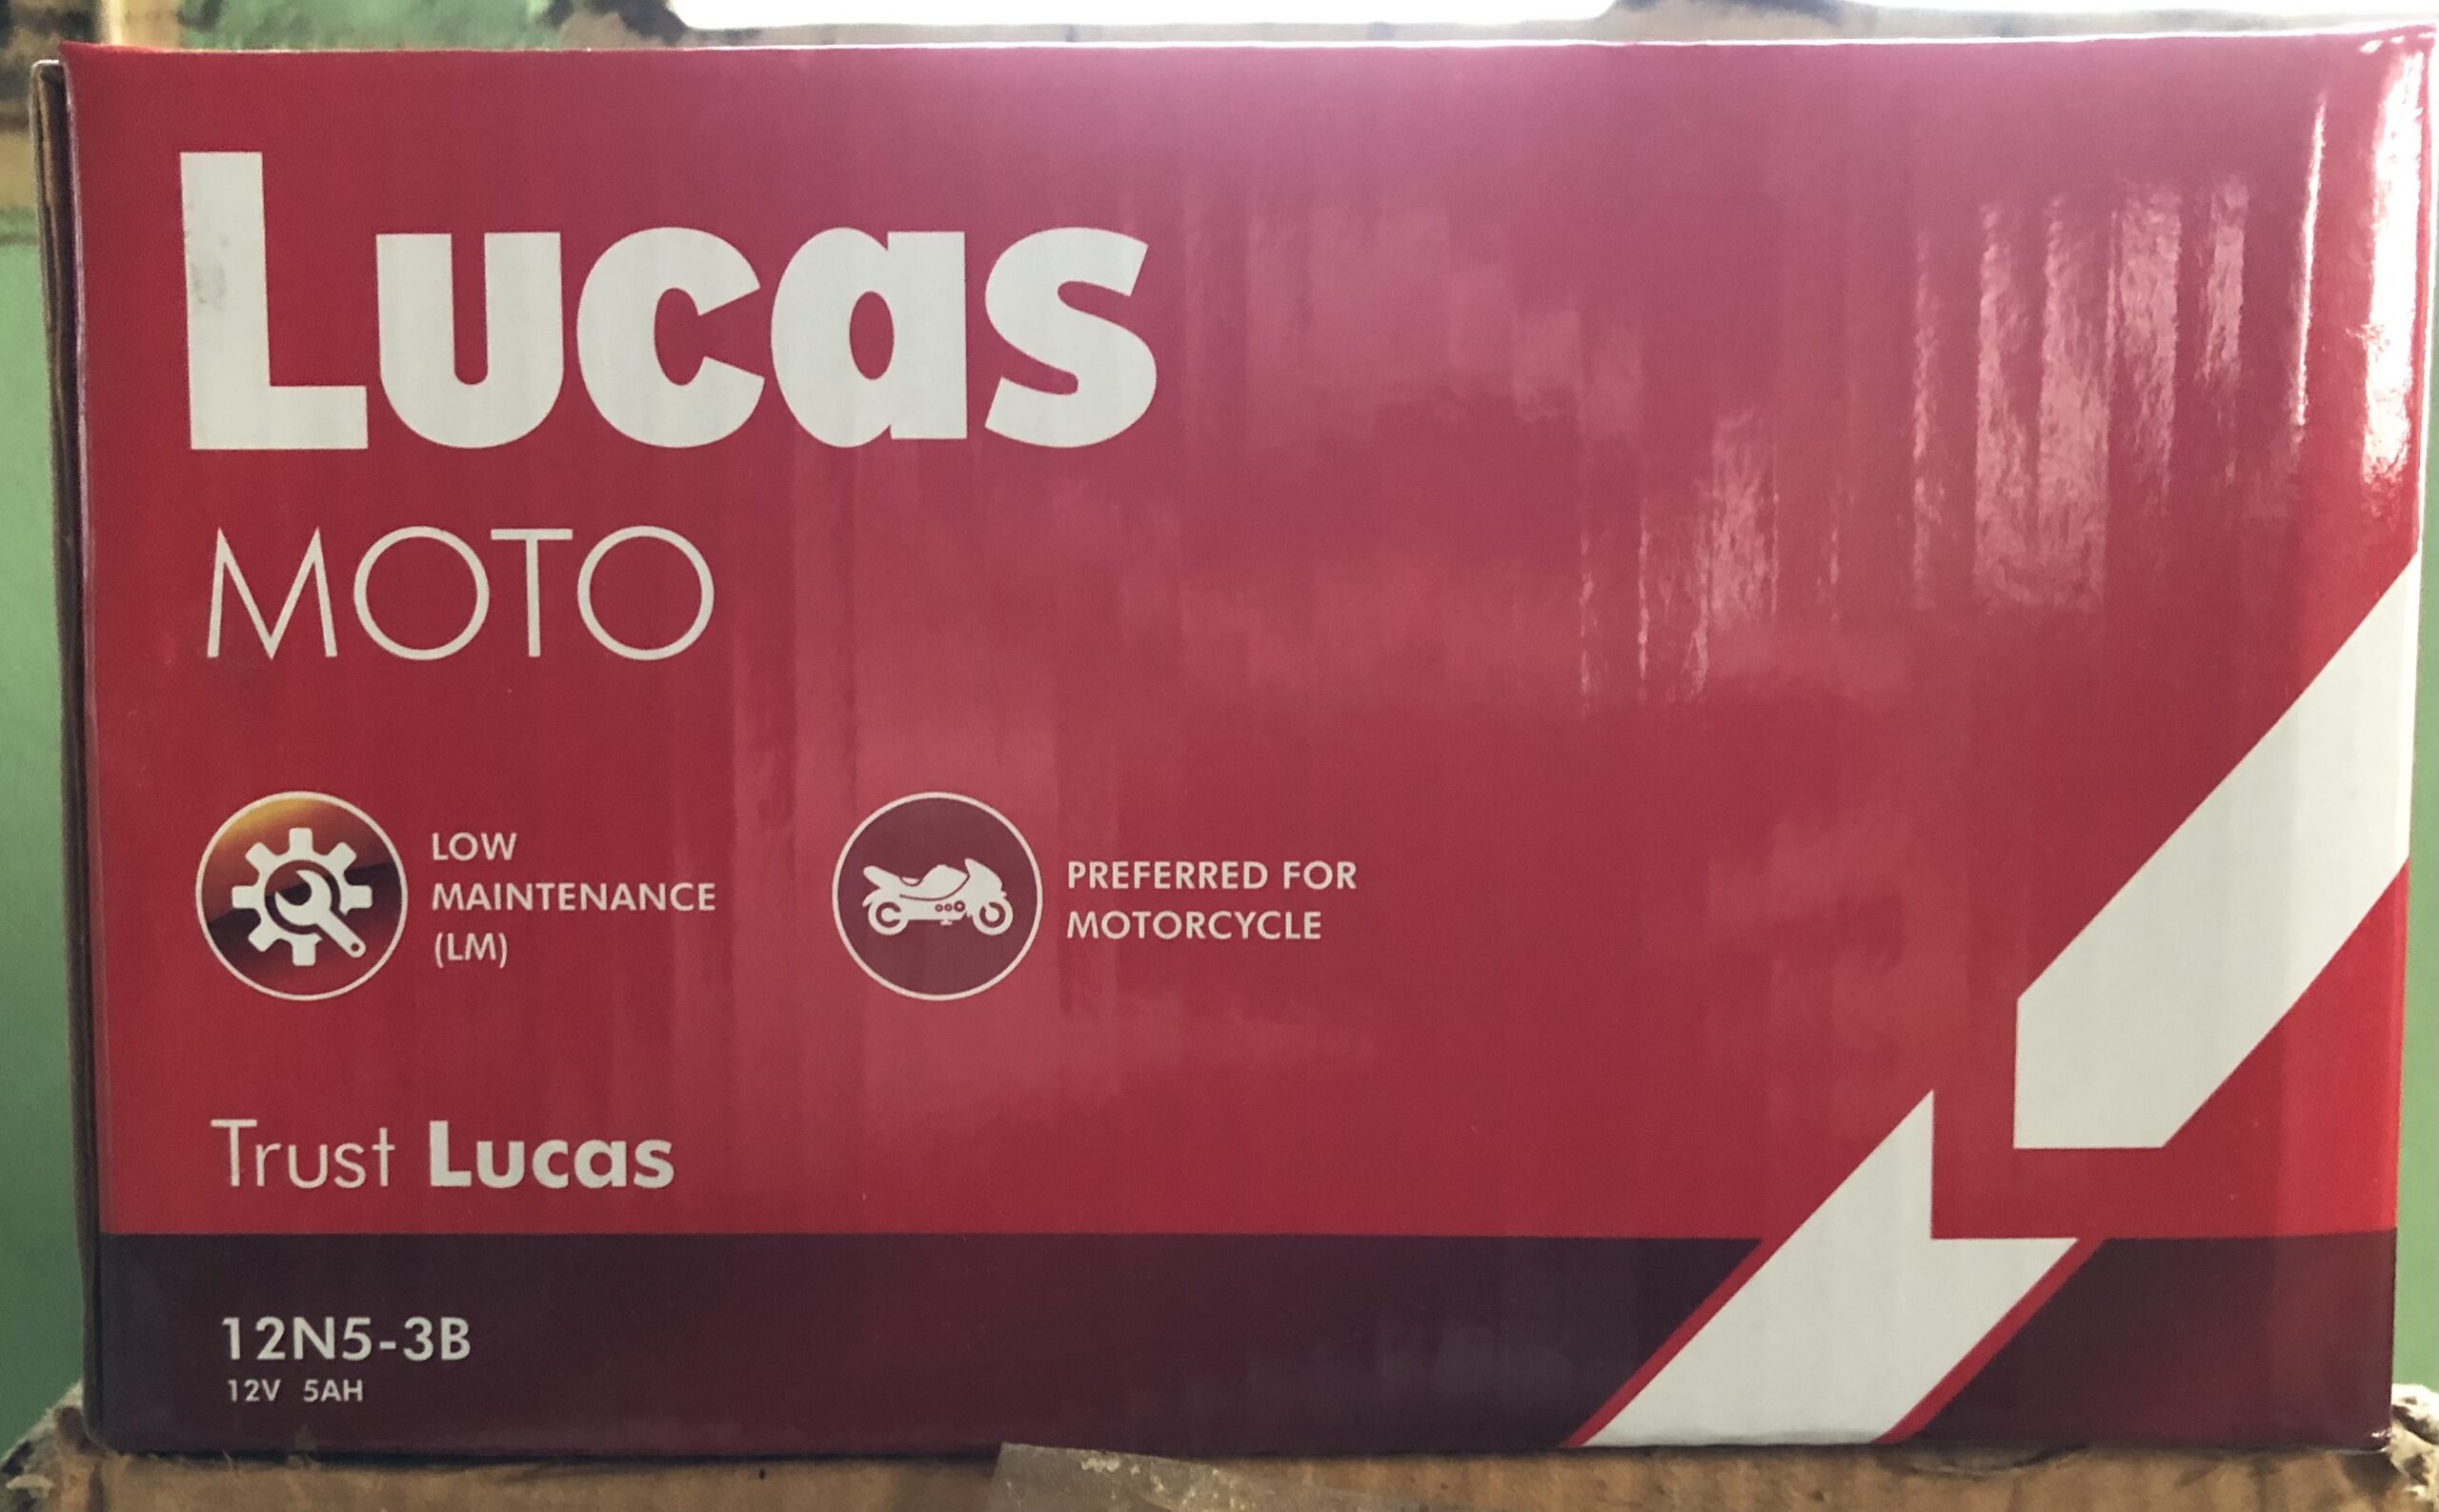 Lucas
MOTO
LOW
MAINTENANCE
(LM)
PREFERRED FOR
MOTORCYCLE
Trust Lucas
12N5-3B
12V 5AH